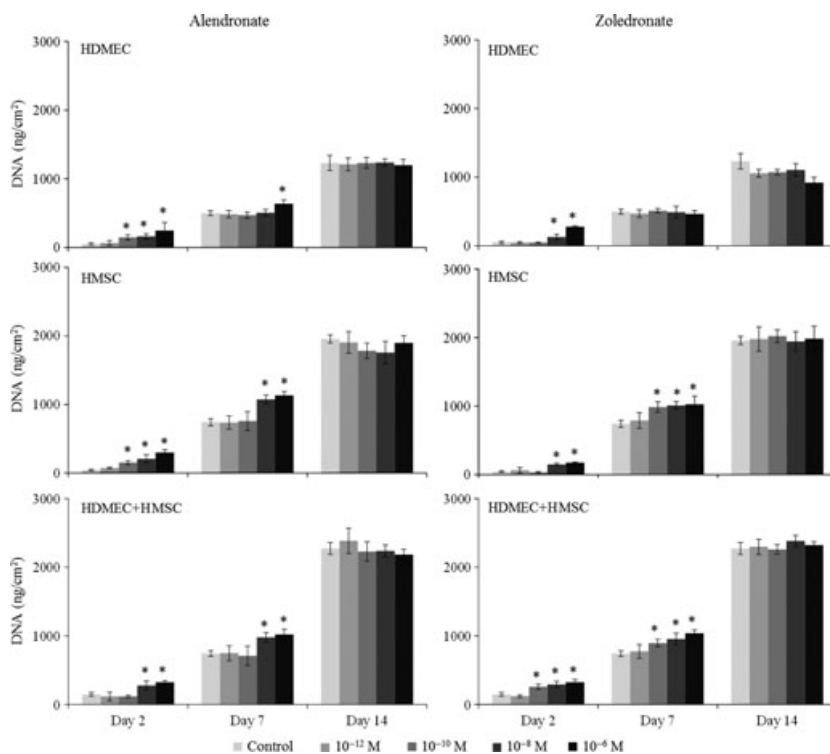 Alendronate
Zoledronate
HDMEC
3000
2000
1000
0
DNA (ng/cm²)
* * * *
HDMEC
3000
2000
1000
0
* *
HMSC
3000
2000
1000
0
DNA (ng/cm²)
* * * * *
HMSC
3000
2000
1000
0
* * * * *
HDMEC+HMSC
3000
2000
1000
0
DNA (ng/cm²)
* * * *
Day 2 Day 7 Day 14
HDMEC+HMSC
3000
2000
1000
0
* * * * * *
Day 2 Day 7 Day 14
Control 10⁻¹² M 10⁻¹⁰ M 10⁻⁸ M 10⁻⁶ M